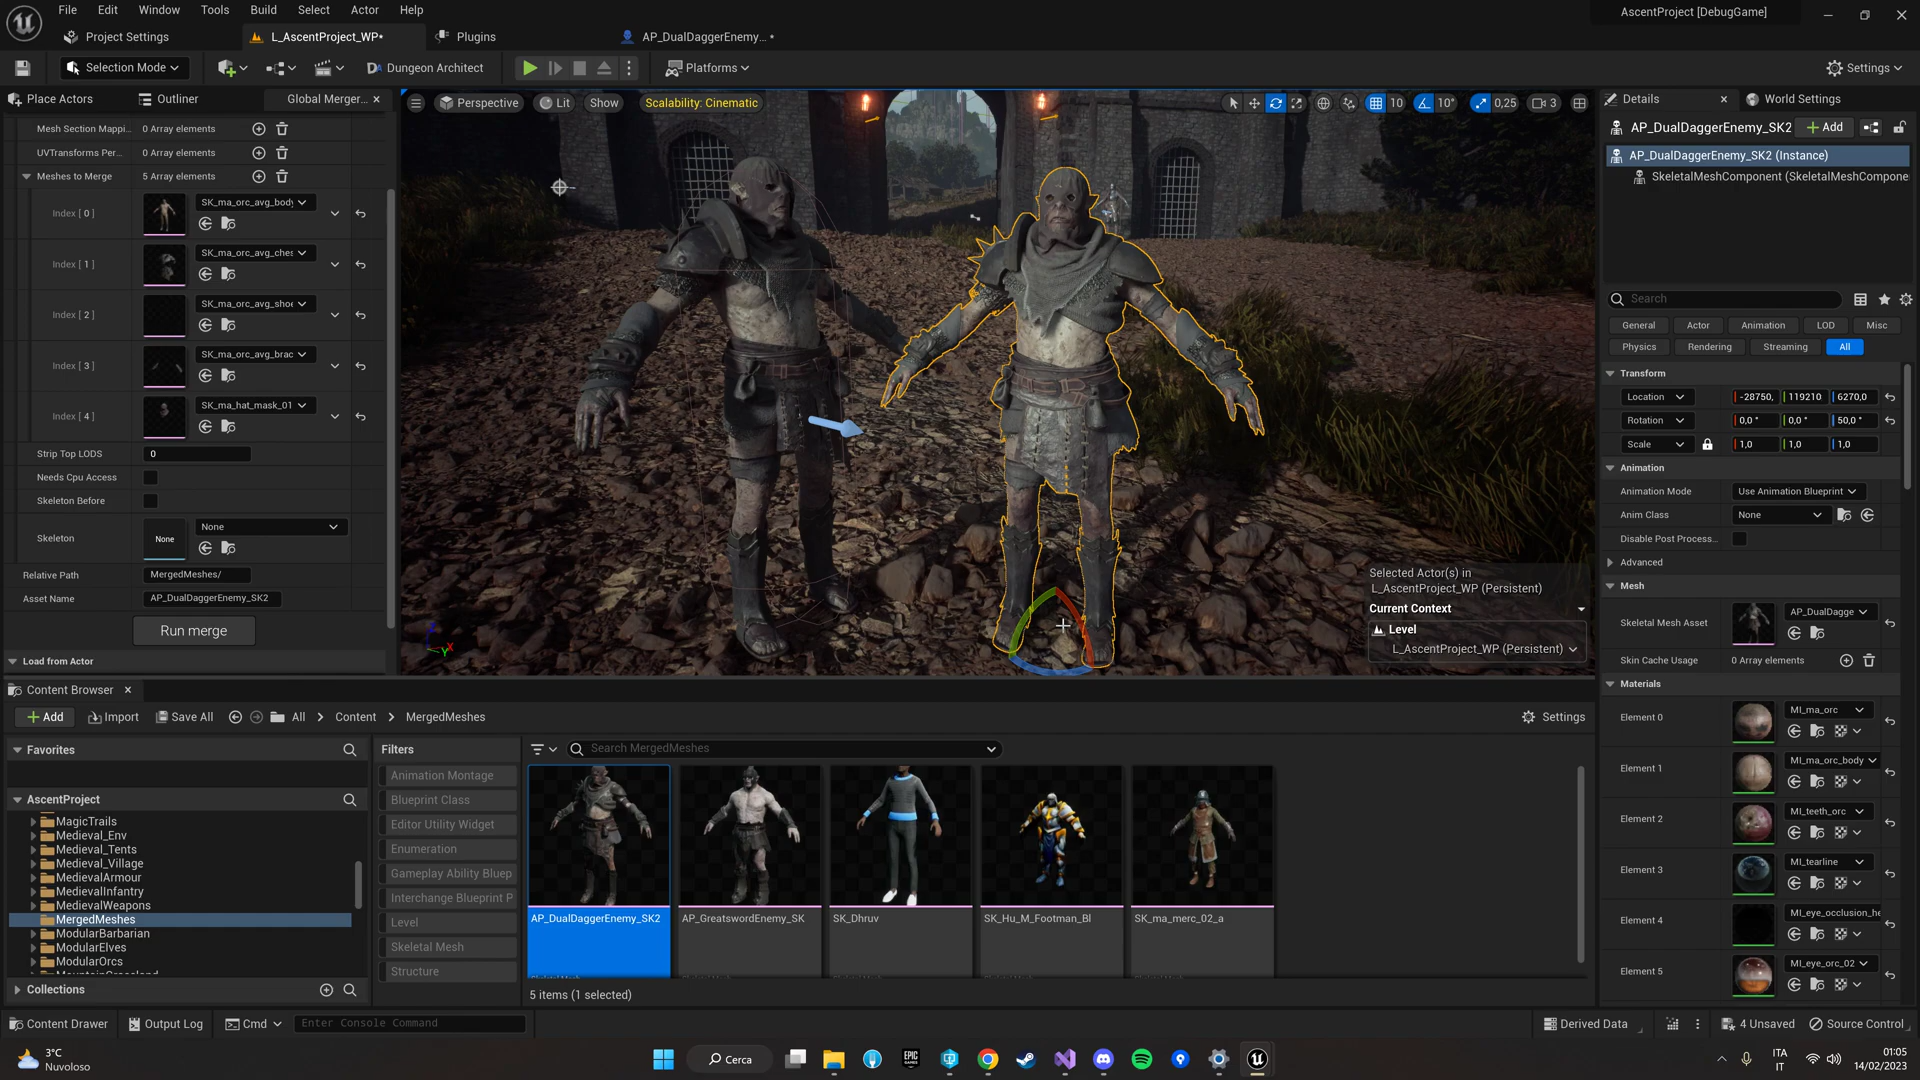 File Edit Window Tools Build Select Actor Help
AscentProject [DebugGame]
Project Settings
L_AscentProject_WP*
Plugins
AP_DualDaggerEnemy... *
Selection Mode
Dungeon Architect
Platforms
Settings
Place Actors
Outliner
Global Merger...
Perspective
Lit
Show
Scalability: Cinematic
10
10°
0,25
3
Details
World Settings
Mesh Section Mappi... 0 Array elements
UVTransforms Per... 0 Array elements
Meshes to Merge 5 Array elements
Index [ 0 ] SK_ma_orc_avg_body
Index [ 1 ] SK_ma_orc_avg_ches
Index [ 2 ] SK_ma_orc_avg_shoe
Index [ 3 ] SK_ma_orc_avg_brac
Index [ 4 ] SK_ma_hat_mask_01
Strip Top LODS 0
Needs Cpu Access
Skeleton Before
Skeleton None None
Relative Path MergedMeshes/
Asset Name AP_DualDaggerEnemy_SK2
Run merge
Load from Actor
Selected Actor(s) in
L_AscentProject_WP (Persistent)
Current Context
Level
L_AscentProject_WP (Persistent)
AP_DualDaggerEnemy_SK2
Add
AP_DualDaggerEnemy_SK2 (Instance)
SkeletalMeshComponent (SkeletalMeshCompone
Search
General Actor Animation LOD Misc
Physics Rendering Streaming All
Transform
Location -28750, 119210 6270,0
Rotation 0,0 ° 0,0 ° 50,0 °
Scale 1,0 1,0 1,0
Animation
Animation Mode Use Animation Blueprint
Anim Class None
Disable Post Process...
Advanced
Mesh
Skeletal Mesh Asset AP_DualDagge
Skin Cache Usage 0 Array elements
Materials
Element 0 MI_ma_orc
Element 1 MI_ma_orc_body
Element 2 MI_teeth_orc
Element 3 MI_tearline
Element 4 MI_eye_occlusion_he
Element 5 MI_eye_orc_02
Content Browser
Add Import Save All All Content MergedMeshes
Settings
Favorites
AscentProject
MagicTrails
Medieval_Env
Medieval_Tents
Medieval_Village
MedievalArmour
MedievalInfantry
MedievalWeapons
MergedMeshes
ModularBarbarian
ModularElves
ModularOrcs
Collections
Filters
Animation Montage
Blueprint Class
Editor Utility Widget
Enumeration
Gameplay Ability Bluep
Interchange Blueprint P
Level
Skeletal Mesh
Structure
Search MergedMeshes
AP_DualDaggerEnemy_SK2
AP_GreatswordEnemy_SK
SK_Dhruv
SK_Hu_M_Footman_Bl
SK_ma_merc_02_a
5 items (1 selected)
Content Drawer
Output Log
Cmd
Enter Console Command
Derived Data
4 Unsaved
Source Control
3°C
Nuvoloso
Cerca
EPIC GAMES
ITA
IT
01:05
14/02/2023